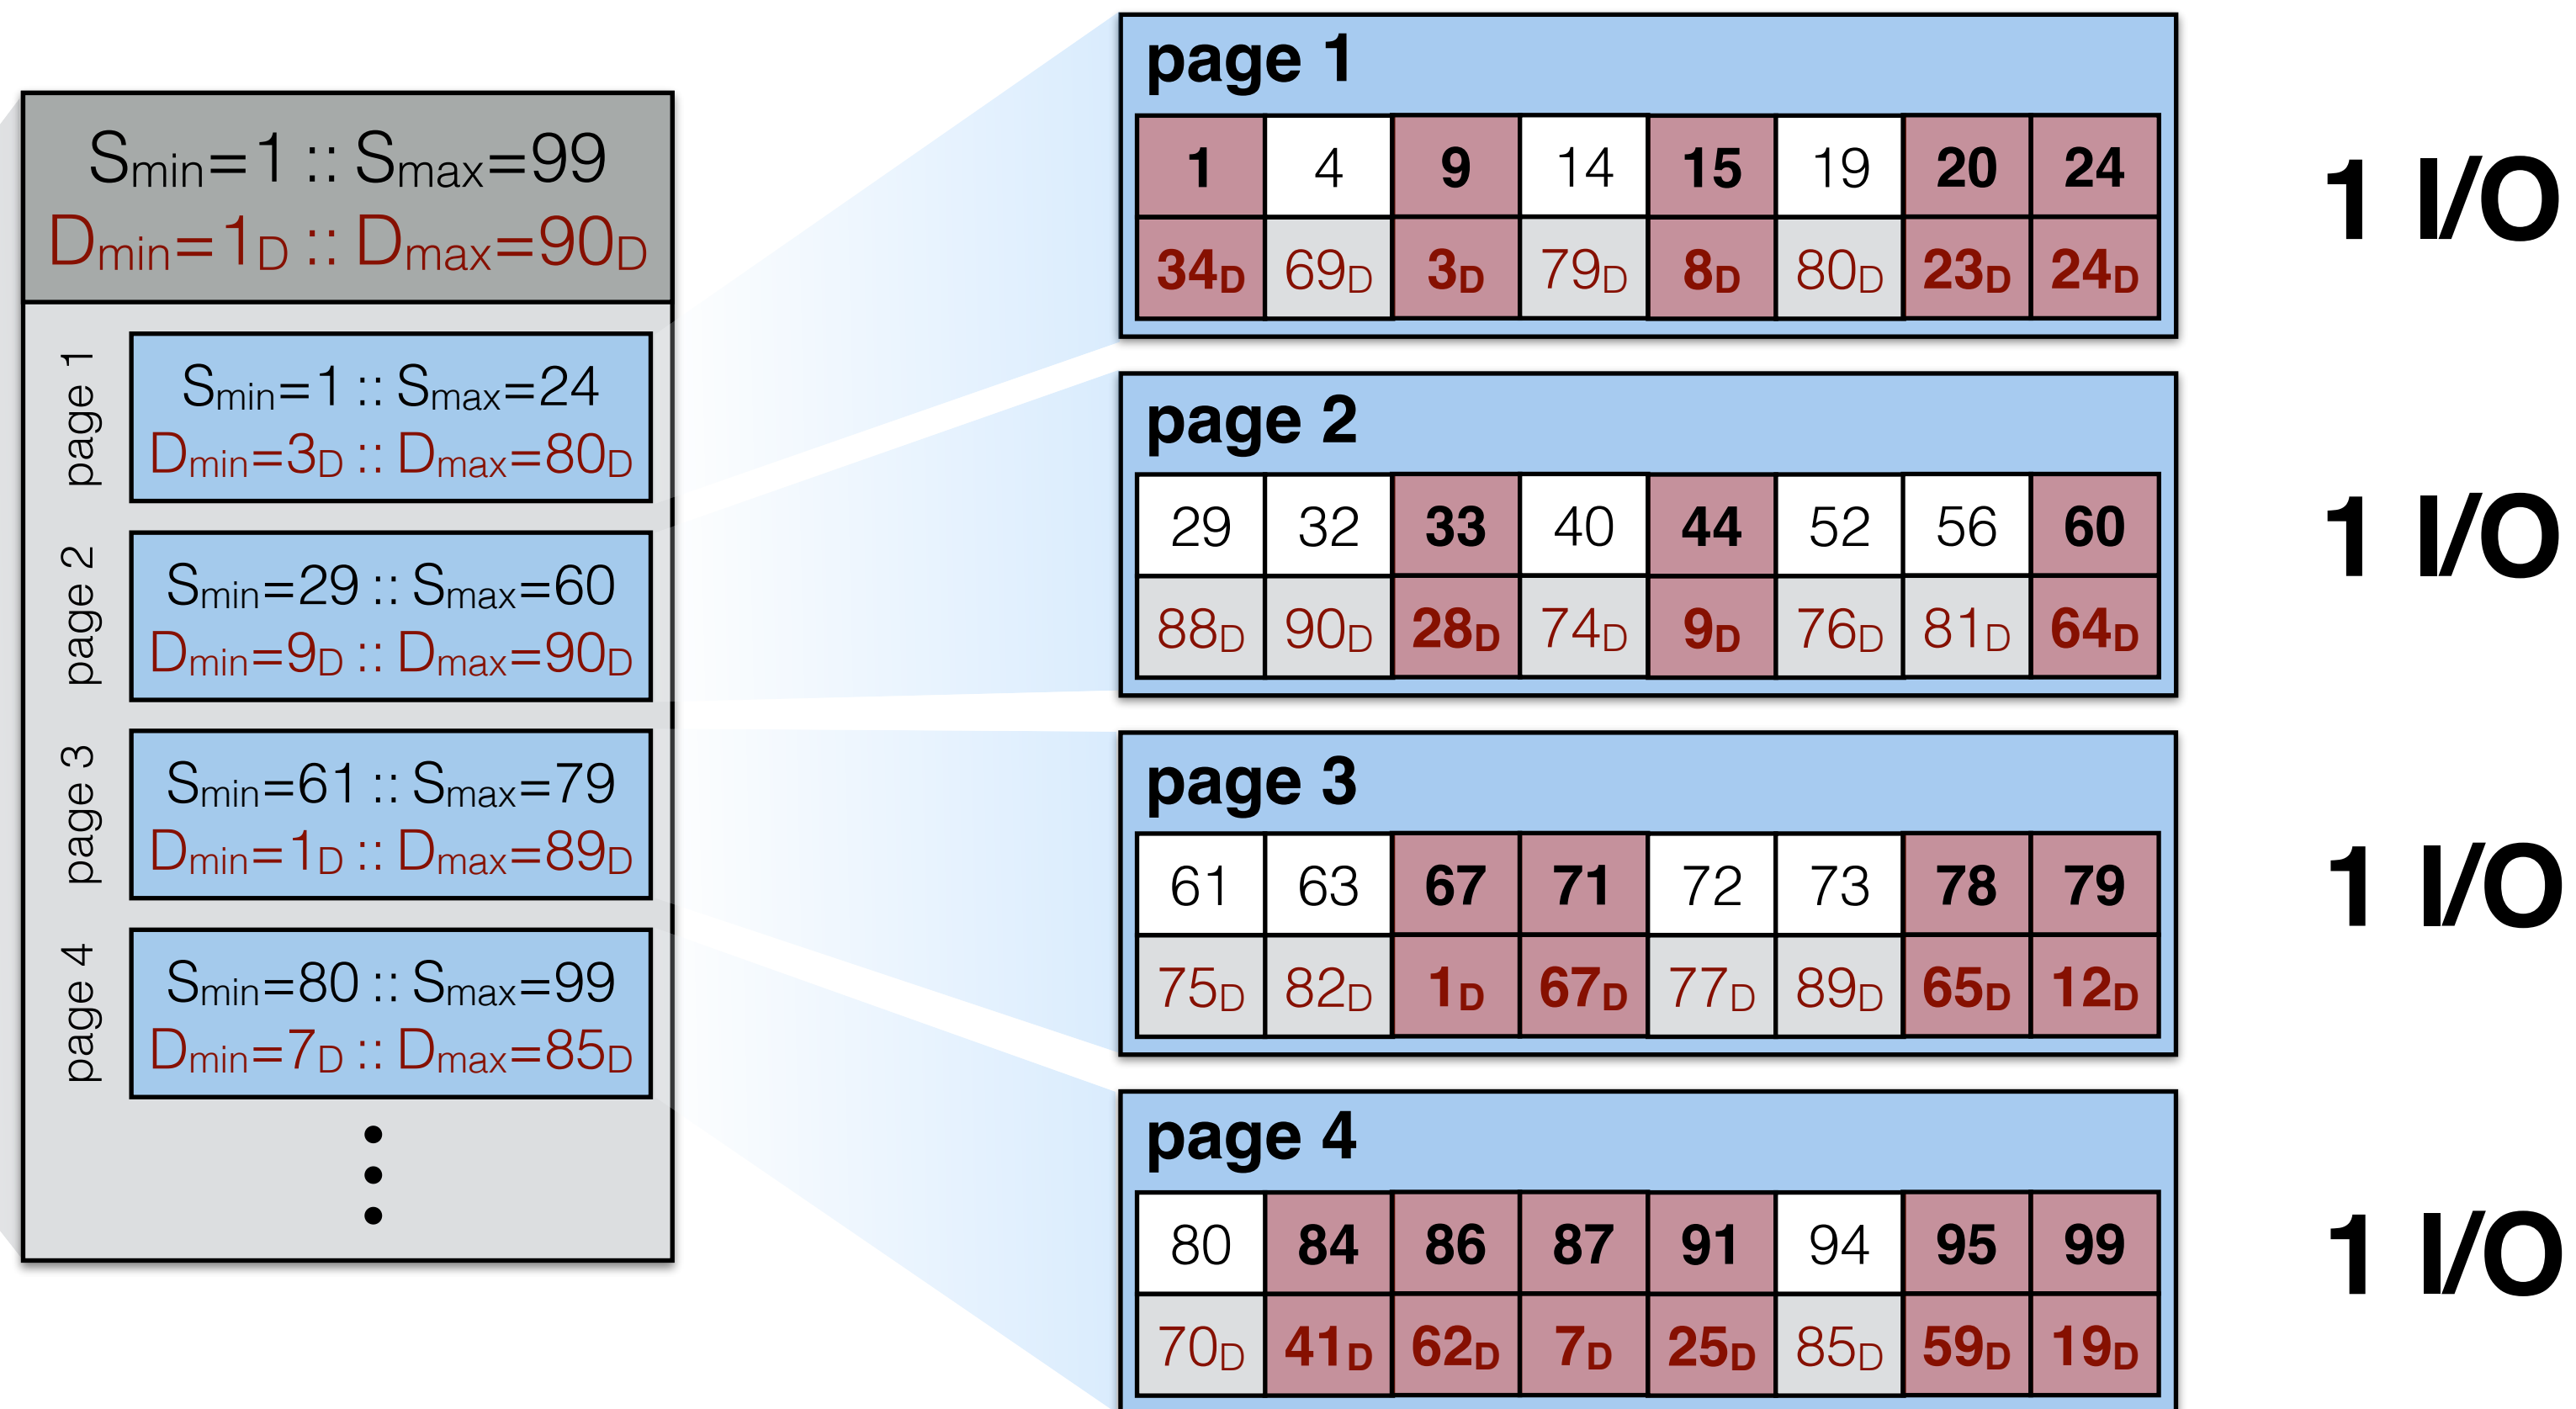 Smin=1 :: Smax=99
Dmin=1D :: Dmax=90D
page 1
Smin=1 :: Smax=24
Dmin=3D :: Dmax=80D
page 2
Smin=29 :: Smax=60
Dmin=9D :: Dmax=90D
page 3
Smin=61 :: Smax=79
Dmin=1D :: Dmax=89D
page 4
Smin=80 :: Smax=99
Dmin=7D :: Dmax=85D
page 1
1 4 9 14 15 19 20 24
34D 69D 3D 79D 8D 80D 23D 24D
1 I/O
page 2
29 32 33 40 44 52 56 60
88D 90D 28D 74D 9D 76D 81D 64D
1 I/O
page 3
61 63 67 71 72 73 78 79
75D 82D 1D 67D 77D 89D 65D 12D
1 I/O
page 4
80 84 86 87 91 94 95 99
70D 41D 62D 7D 25D 85D 59D 19D
1 I/O